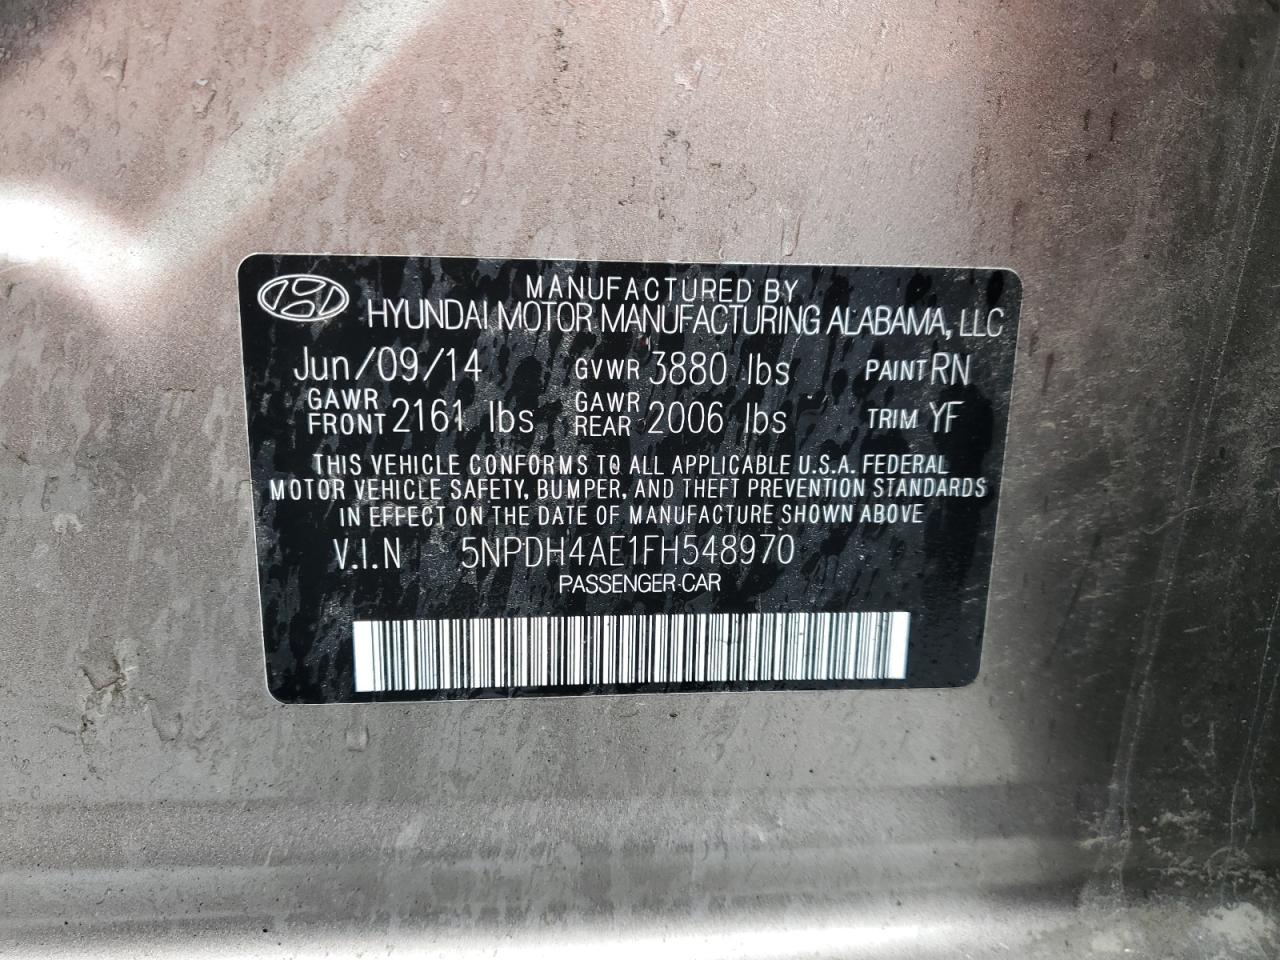 MANUFACTURED BY
HYUNDAI MOTOR MANUFACTURING ALABAMA, LLC
Jun/09/14 GVWR 3880 lbs PAINT RN
GAWR FRONT 2161 lbs GAWR REAR 2006 lbs TRIM YF
THIS VEHICLE CONFORMS TO ALL APPLICABLE U.S.A. FEDERAL
MOTOR VEHICLE SAFETY, BUMPER, AND THEFT PREVENTION STANDARDS
IN EFFECT ON THE DATE OF MANUFACTURE SHOWN ABOVE
V.I.N 5NPDH4AE1FH548970
PASSENGER CAR